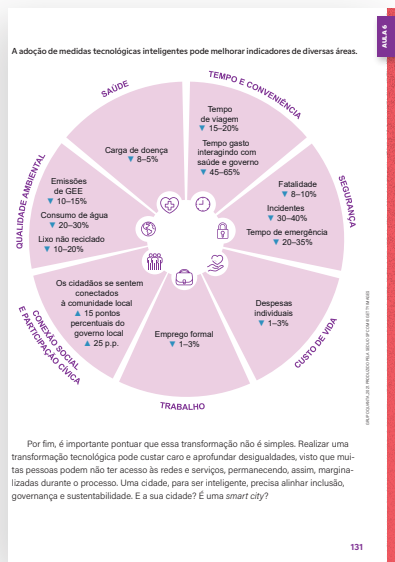 AULA 6
A adoção de medidas tecnológicas inteligentes pode melhorar indicadores de diversas áreas.
SAÚDE
Carga de doença
▼ 8–5%
TEMPO E CONVENIÊNCIA
Tempo
de viagem
▼ 15–20%
Tempo gasto
interagindo com
saúde e governo
▼ 45–65%
SEGURANÇA
Fatalidade
▼ 8–10%
Incidentes
▼ 30–40%
Tempo de emergência
▼ 20–35%
CUSTO DE VIDA
Despesas
individuais
▼ 1–3%
TRABALHO
Emprego formal
▼ 1–3%
CONEXÃO SOCIAL
E PARTICIPAÇÃO CÍVICA
Os cidadãos se sentem
conectados
à comunidade local
▲ 15 pontos
percentuais do
governo local
▲ 25 p.p.
QUALIDADE AMBIENTAL
Emissões
de GEE
▼ 10–15%
Consumo de água
▼ 20–30%
Lixo não reciclado
▼ 10–20%
Por fim, é importante pontuar que essa transformação não é simples. Realizar uma
transformação tecnológica pode custar caro e aprofundar desigualdades, visto que mui-
tas pessoas podem não ter acesso às redes e serviços, permanecendo, assim, margina-
lizadas durante o processo. Uma cidade, para ser inteligente, precisa alinhar inclusão,
governança e sustentabilidade. E a sua cidade? É uma smart city?
131